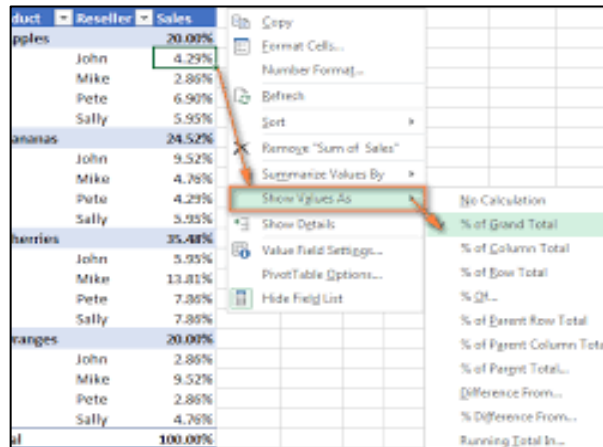 duct Reseller Sales
pples 20.00%
John 4.29%
Mike 2.86%
Pete 6.90%
Sally 5.95%
ananas 24.52%
John 9.52%
Mike 4.76%
Pete 4.29%
Sally 5.95%
herries 35.48%
John 5.95%
Mike 13.81%
Pete 7.86%
Sally 7.86%
ranges 20.00%
John 2.86%
Mike 9.52%
Pete 2.86%
Sally 4.76%
al 100.00%
Copy
Format Cells...
Number Format...
Refresh
Sort
Remove "Sum of Sales"
Summarize Values By
Show Values As
Show Details
Value Field Settings...
PivotTable Options...
Hide Field List
No Calculation
% of Grand Total
% of Column Total
% of Row Total
% Of...
% of Parent Row Total
% of Parent Column Tota
% of Parent Total...
Difference From...
% Difference From...
Running Total In...